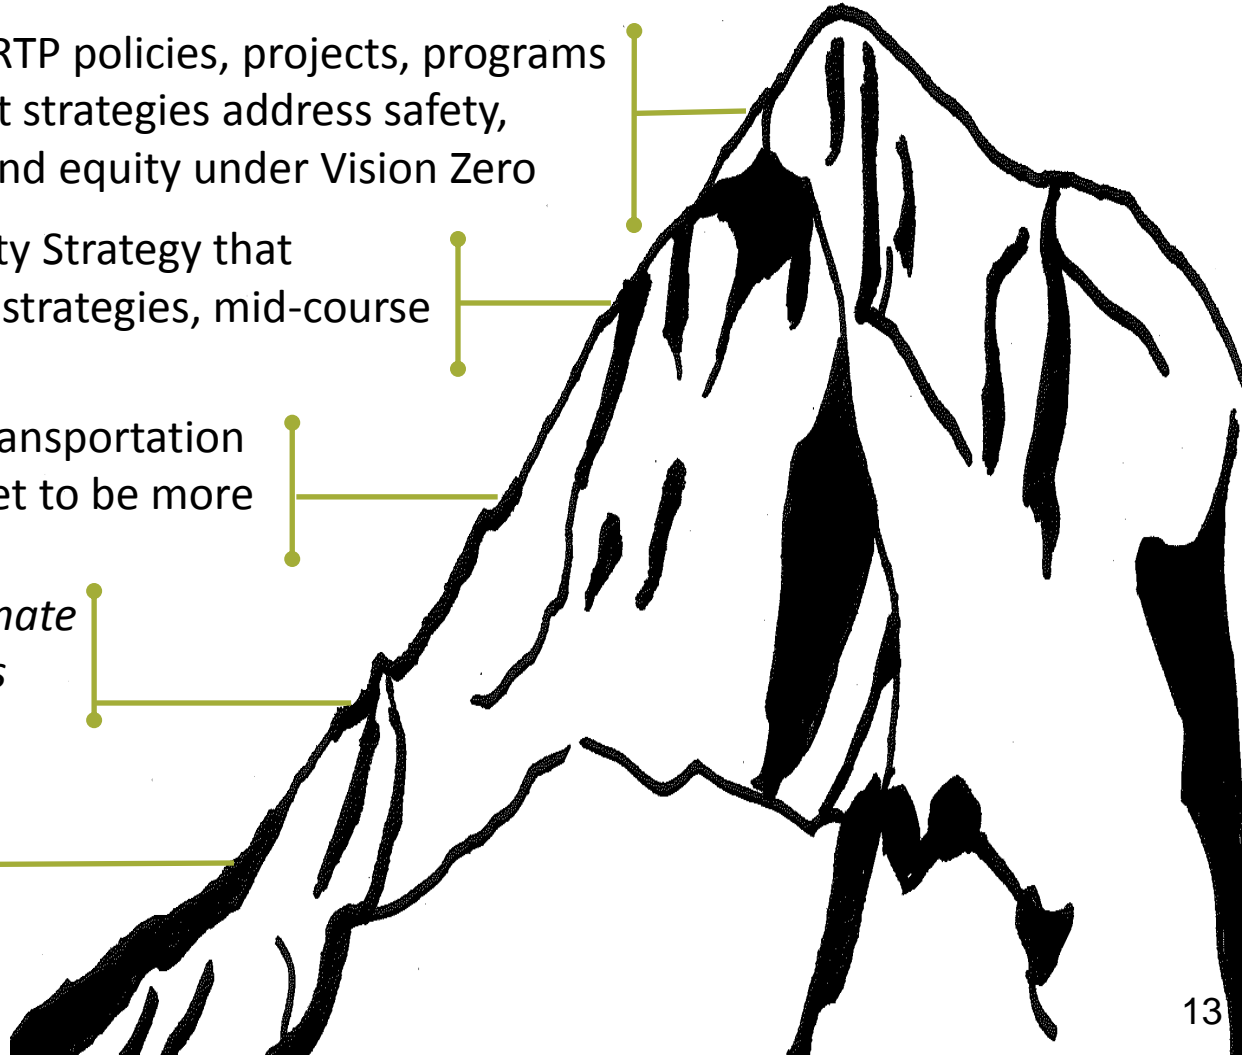 RTP policies, projects, programs
t strategies address safety,
nd equity under Vision Zero
ty Strategy that
strategies, mid-course
ansportation
et to be more
nate
s
13